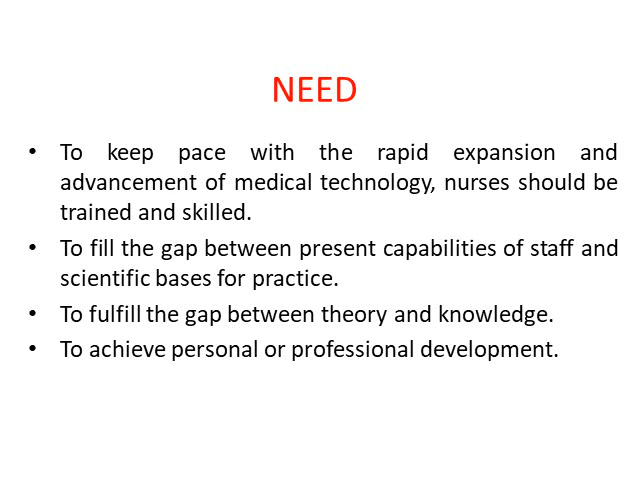 NEED
• To keep pace with the rapid expansion and
advancement of medical technology, nurses should be
trained and skilled.
• To fill the gap between present capabilities of staff and
scientific bases for practice.
• To fulfill the gap between theory and knowledge.
• To achieve personal or professional development.